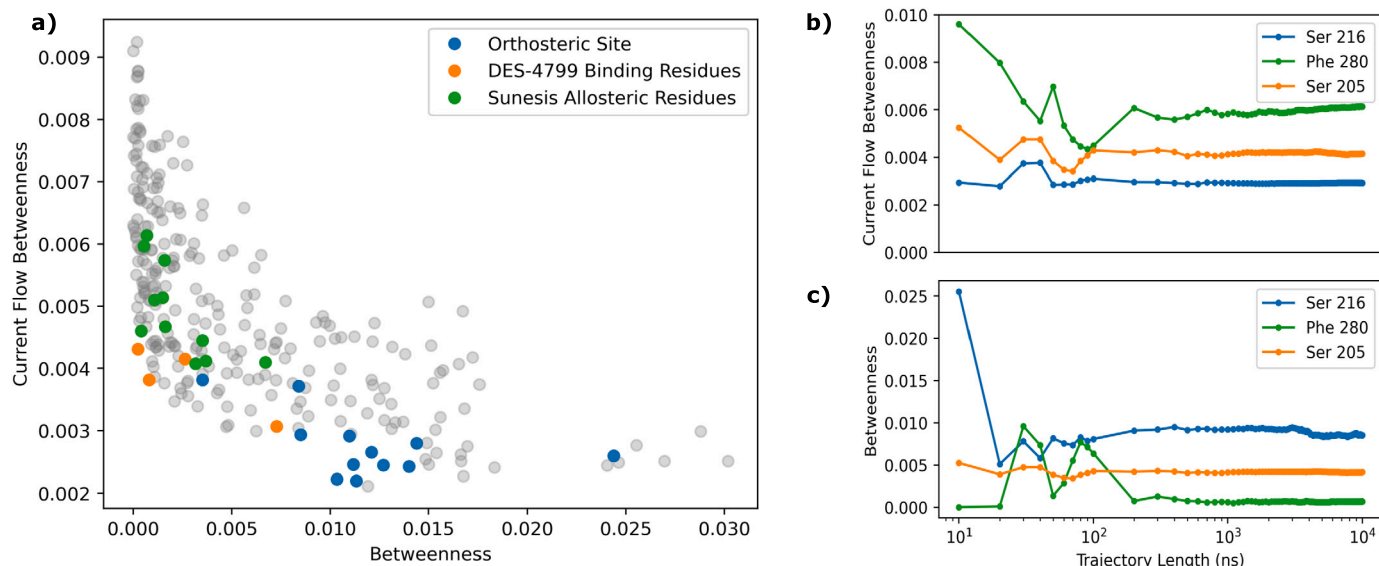 a)
0.009
0.008
0.007
0.006
0.005
0.004
0.003
0.002
Current Flow Betweenness
Orthosteric Site
DES-4799 Binding Residues
Sunesis Allosteric Residues
0.000 0.005 0.010 0.015 0.020 0.025 0.030
Betweenness
b)
0.010
0.008
0.006
0.004
0.002
0.000
Current Flow Betweenness
Ser 216
Phe 280
Ser 205
c)
0.025
0.020
0.015
0.010
0.005
0.000
Betweenness
Ser 216
Phe 280
Ser 205
10¹ 10² 10³ 10⁴
Trajectory Length (ns)